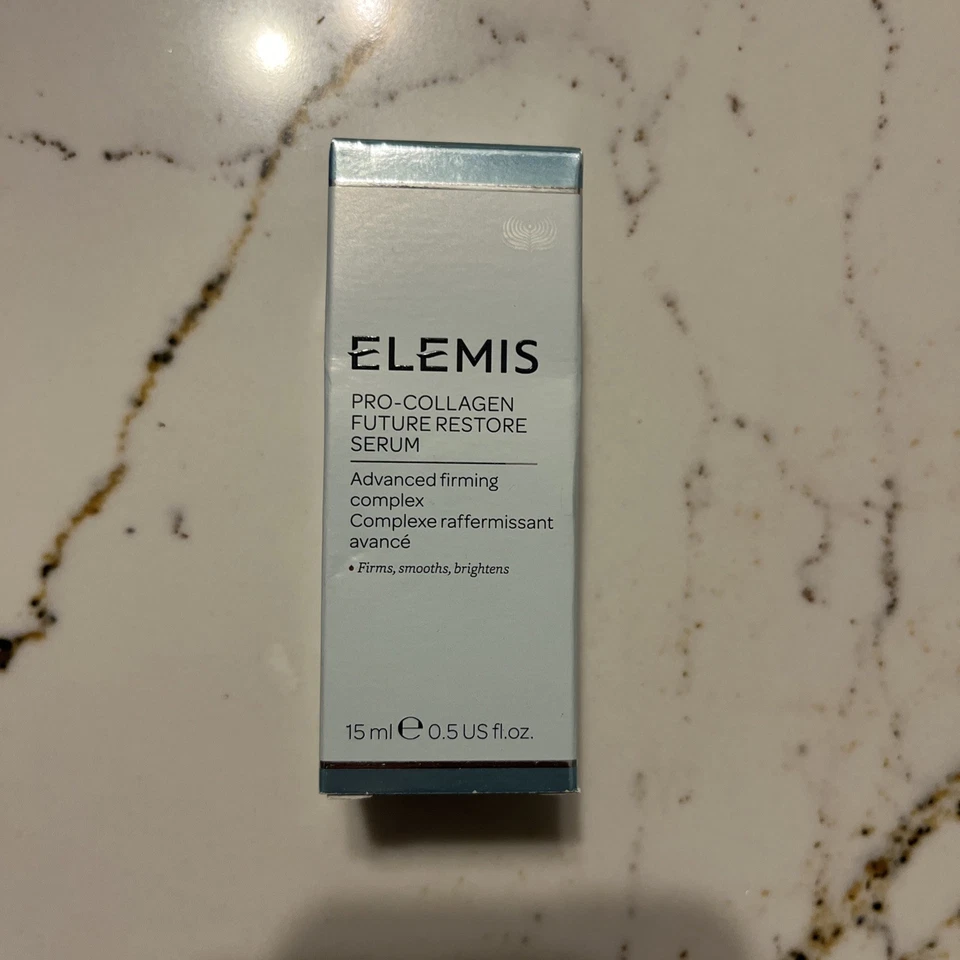 ELEMIS
PRO-COLLAGEN
FUTURE RESTORE
SERUM
Advanced firming
complex
Complexe raffermissant
avancé
• Firms, smooths, brightens
15 ml ℮ 0.5 US fl.oz.